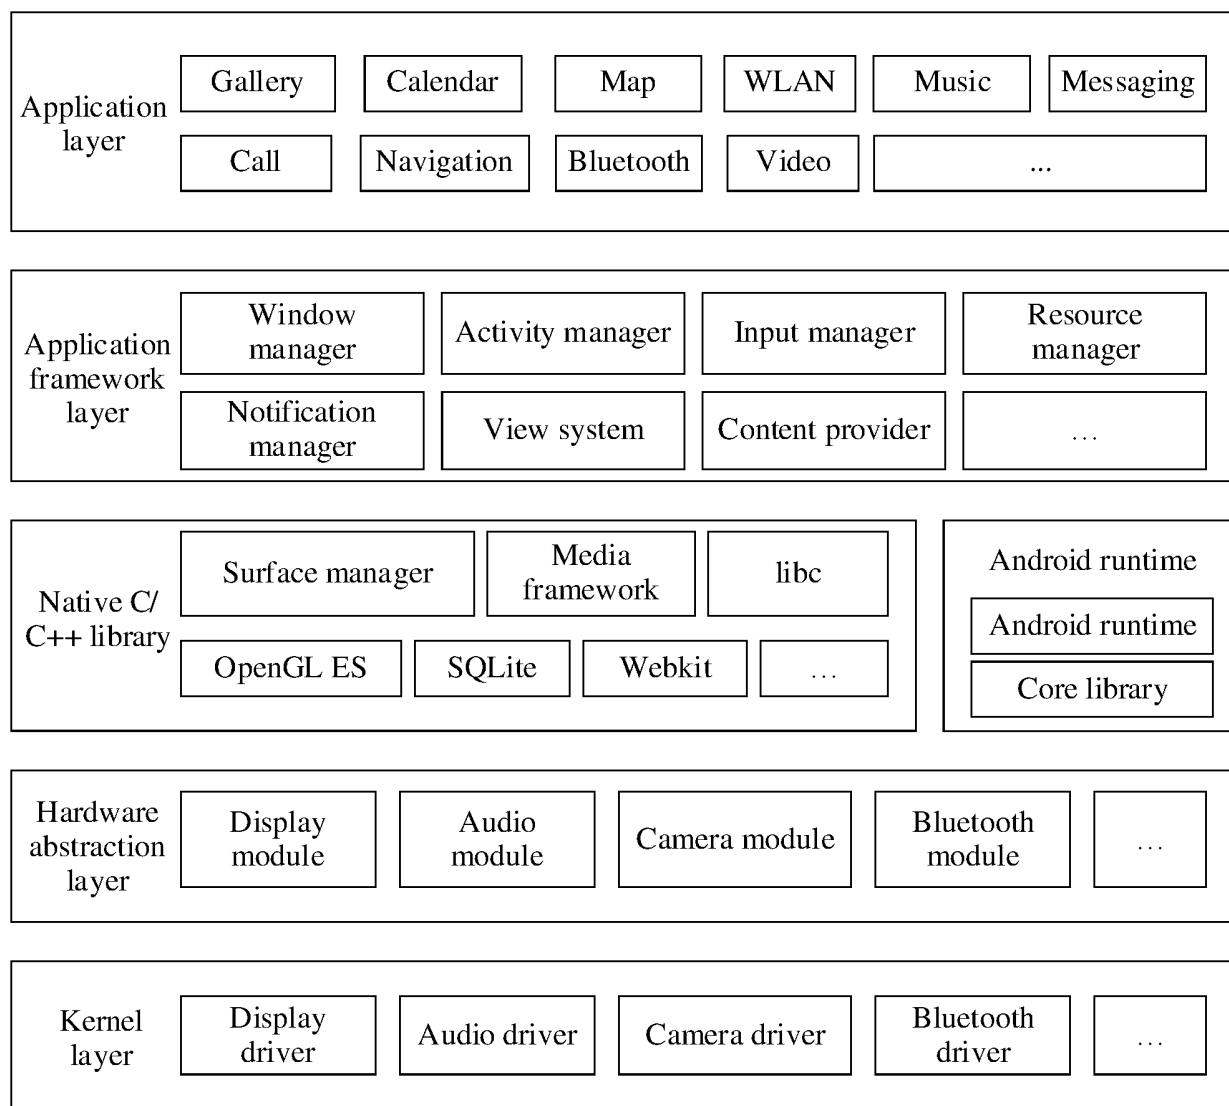 Application
layer
Gallery
Calendar
Map
WLAN
Music
Messaging
Call
Navigation
Bluetooth
Video
...
Application
framework
layer
Window
manager
Activity manager
Input manager
Resource
manager
Notification
manager
View system
Content provider
...
Native C/
C++ library
Surface manager
Media
framework
libc
OpenGL ES
SQLite
Webkit
...
Android runtime
Android runtime
Core library
Hardware
abstraction
layer
Display
module
Audio
module
Camera module
Bluetooth
module
...
Kernel
layer
Display
driver
Audio driver
Camera driver
Bluetooth
driver
...